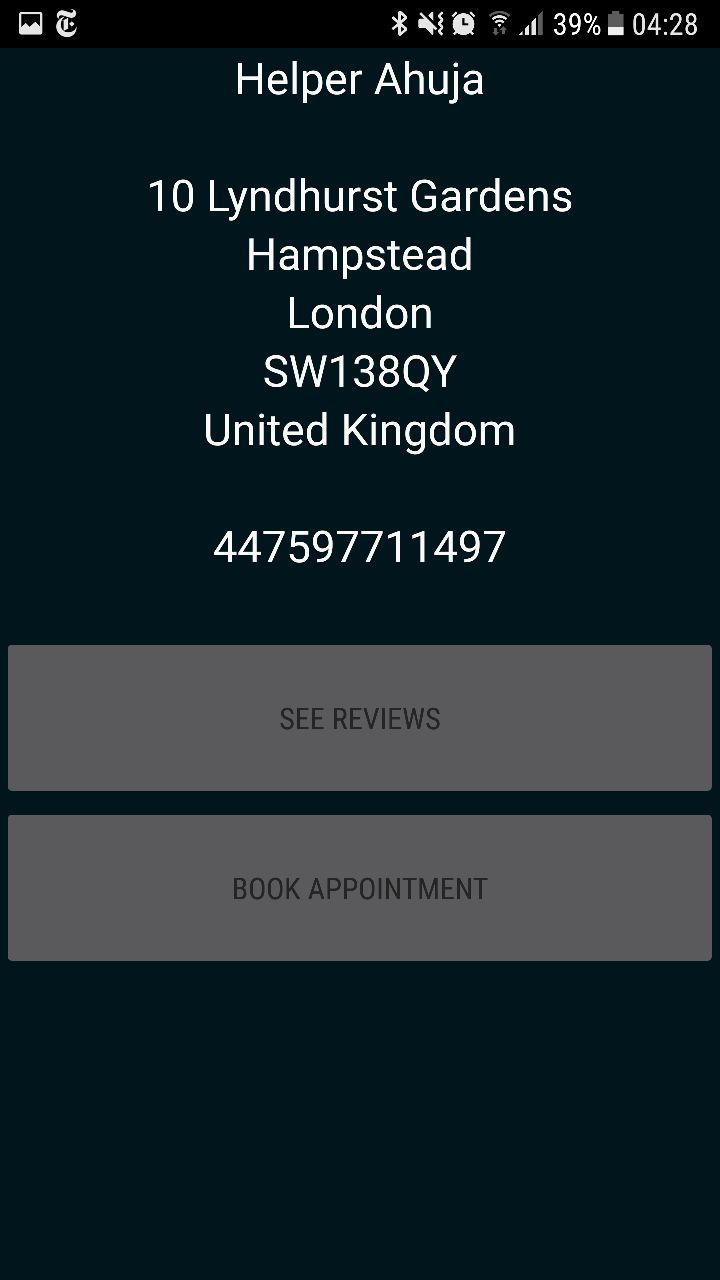 39% 04:28
Helper Ahuja
10 Lyndhurst Gardens
Hampstead
London
SW138QY
United Kingdom
447597711497
SEE REVIEWS
BOOK APPOINTMENT